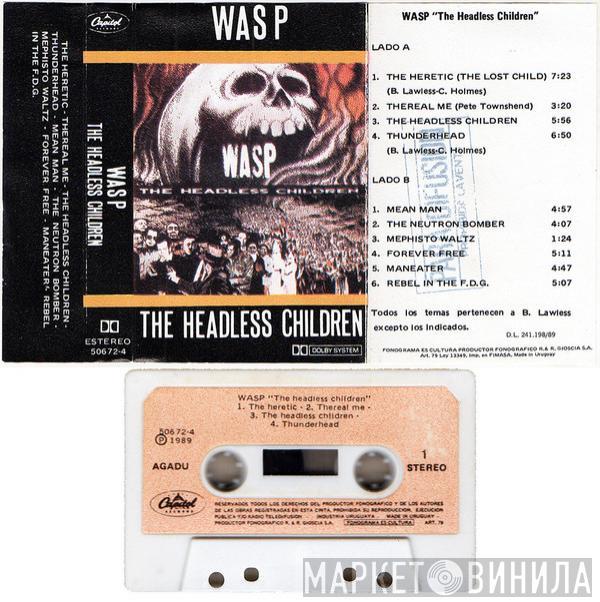 Capitol
RECORDS
THE HERETIC · THEREAL ME · THE HEADLESS CHILDREN ·
THUNDERHEAD · MEAN MAN · THE NEUTRON BOMBER ·
MEPHISTO WALTZ · FOREVER FREE · MANEATER · REBEL
IN THE F.D.G.
WASP
THE HEADLESS CHILDREN
ESTEREO
50672-4
WASP
WASP
THE HEADLESS CHILDREN
THE HEADLESS CHILDREN
DOLBY SYSTEM
WASP "The Headless Children"
LADO A
1. THE HERETIC (THE LOST CHILD) 7:23
(B. Lawless-C. Holmes)
2. THEREAL ME (Pete Townshend) 3:20
3. THE HEADLESS CHILDREN 5:56
4. THUNDERHEAD 6:50
(B. Lawless-C. Holmes)
LADO B
1. MEAN MAN 4:57
2. THE NEUTRON BOMBER 4:07
3. MEPHISTO WALTZ 1:24
4. FOREVER FREE 5:11
5. MANEATER 4:47
6. REBEL IN THE F.D.G. 5:07
Todos los temas pertenecen a B. Lawless
excepto los indicados.
D.L. 241.198/89
FONOGRAMA ES CULTURA PRODUCTOR FONOGRAFICO R.& R. GIOSCIA S.A.
Art. 79 Ley 13349, Imp. en FIMASA, Made in Uruguay
WASP "The headless children"
50672-4
1. The heretic · 2. Thereal me ·
Ⓟ 1989
3. The headless children ·
4. Thunderhead
AGADU
1
STEREO
Capitol
RECORDS
RESERVADOS TODOS LOS DERECHOS DEL PRODUCTOR FONOGRAFICO Y DE LOS AUTORES
DE LAS OBRAS REGISTRADAS EN ESTA CINTA, PROHIBIDA SU REPRODUCCION, EJECUCION
PUBLICA Y/O RADIO TELEDIFUSION - INDUSTRIA URUGUAYA - MADE IN URUGUAY
PRODUCTOR FONOGRAFICO R. & R. GIOSCIA S.A. FONOGRAMA ES CULTURA ART. 79
МАРКЕТ ВИНИЛА